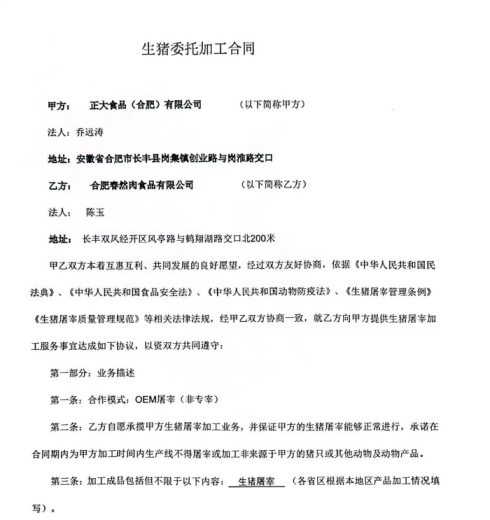 生猪委托加工合同
甲方： 正大食品（合肥）有限公司 （以下简称甲方）
法人：乔远涛
地址：安徽省合肥市长丰县岗集镇创业路与岗淮路交口
乙方： 合肥春然肉食品有限公司 （以下简称乙方）
法人： 陈玉
地址： 长丰双凤经开区风亭路与鹤翔湖路交口北200米
甲乙双方本着互惠互利、共同发展的良好愿望，经过双方友好协商，依据《中华人民共和国民
法典》、《中华人民共和国食品安全法》、《中华人民共和国动物防疫法》、《生猪屠宰管理条例》
《生猪屠宰质量管理规范》等相关法律法规，经甲乙双方协商一致，就乙方向甲方提供生猪屠宰加
工服务事宜达成如下协议，以资双方共同遵守：
第一部分：业务描述
第一条：合作模式：OEM屠宰（非专宰）
第二条：乙方自愿承揽甲方生猪屠宰加工业务，并保证甲方的生猪屠宰能够正常进行，承诺在
合同期内为甲方加工时间内生产线不得屠宰或加工非来源于甲方的猪只或其他动物及动物产品。
第三条：加工成品包括但不限于以下内容： 生猪屠宰 （各省区根据本地区产品加工情况填
写）。